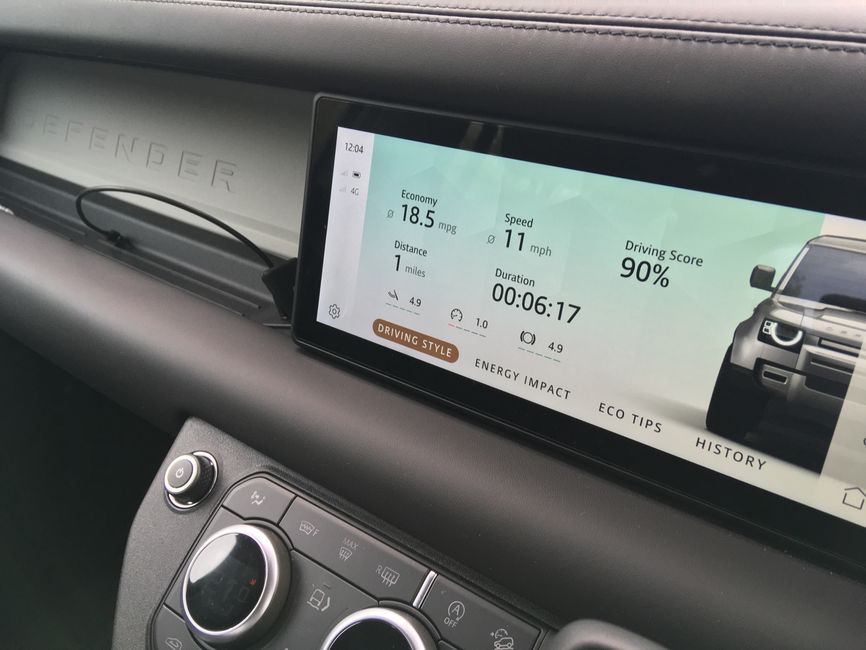 DEFENDER
12:04
4G
Economy
Ø 18.5 mpg
Speed
Ø 11 mph
Distance
1 miles
Duration
00:06:17
Driving Score
90%
4.9
1.0
4.9
DRIVING STYLE
ENERGY IMPACT
ECO TIPS
HISTORY
F
MAX
R
A
OFF